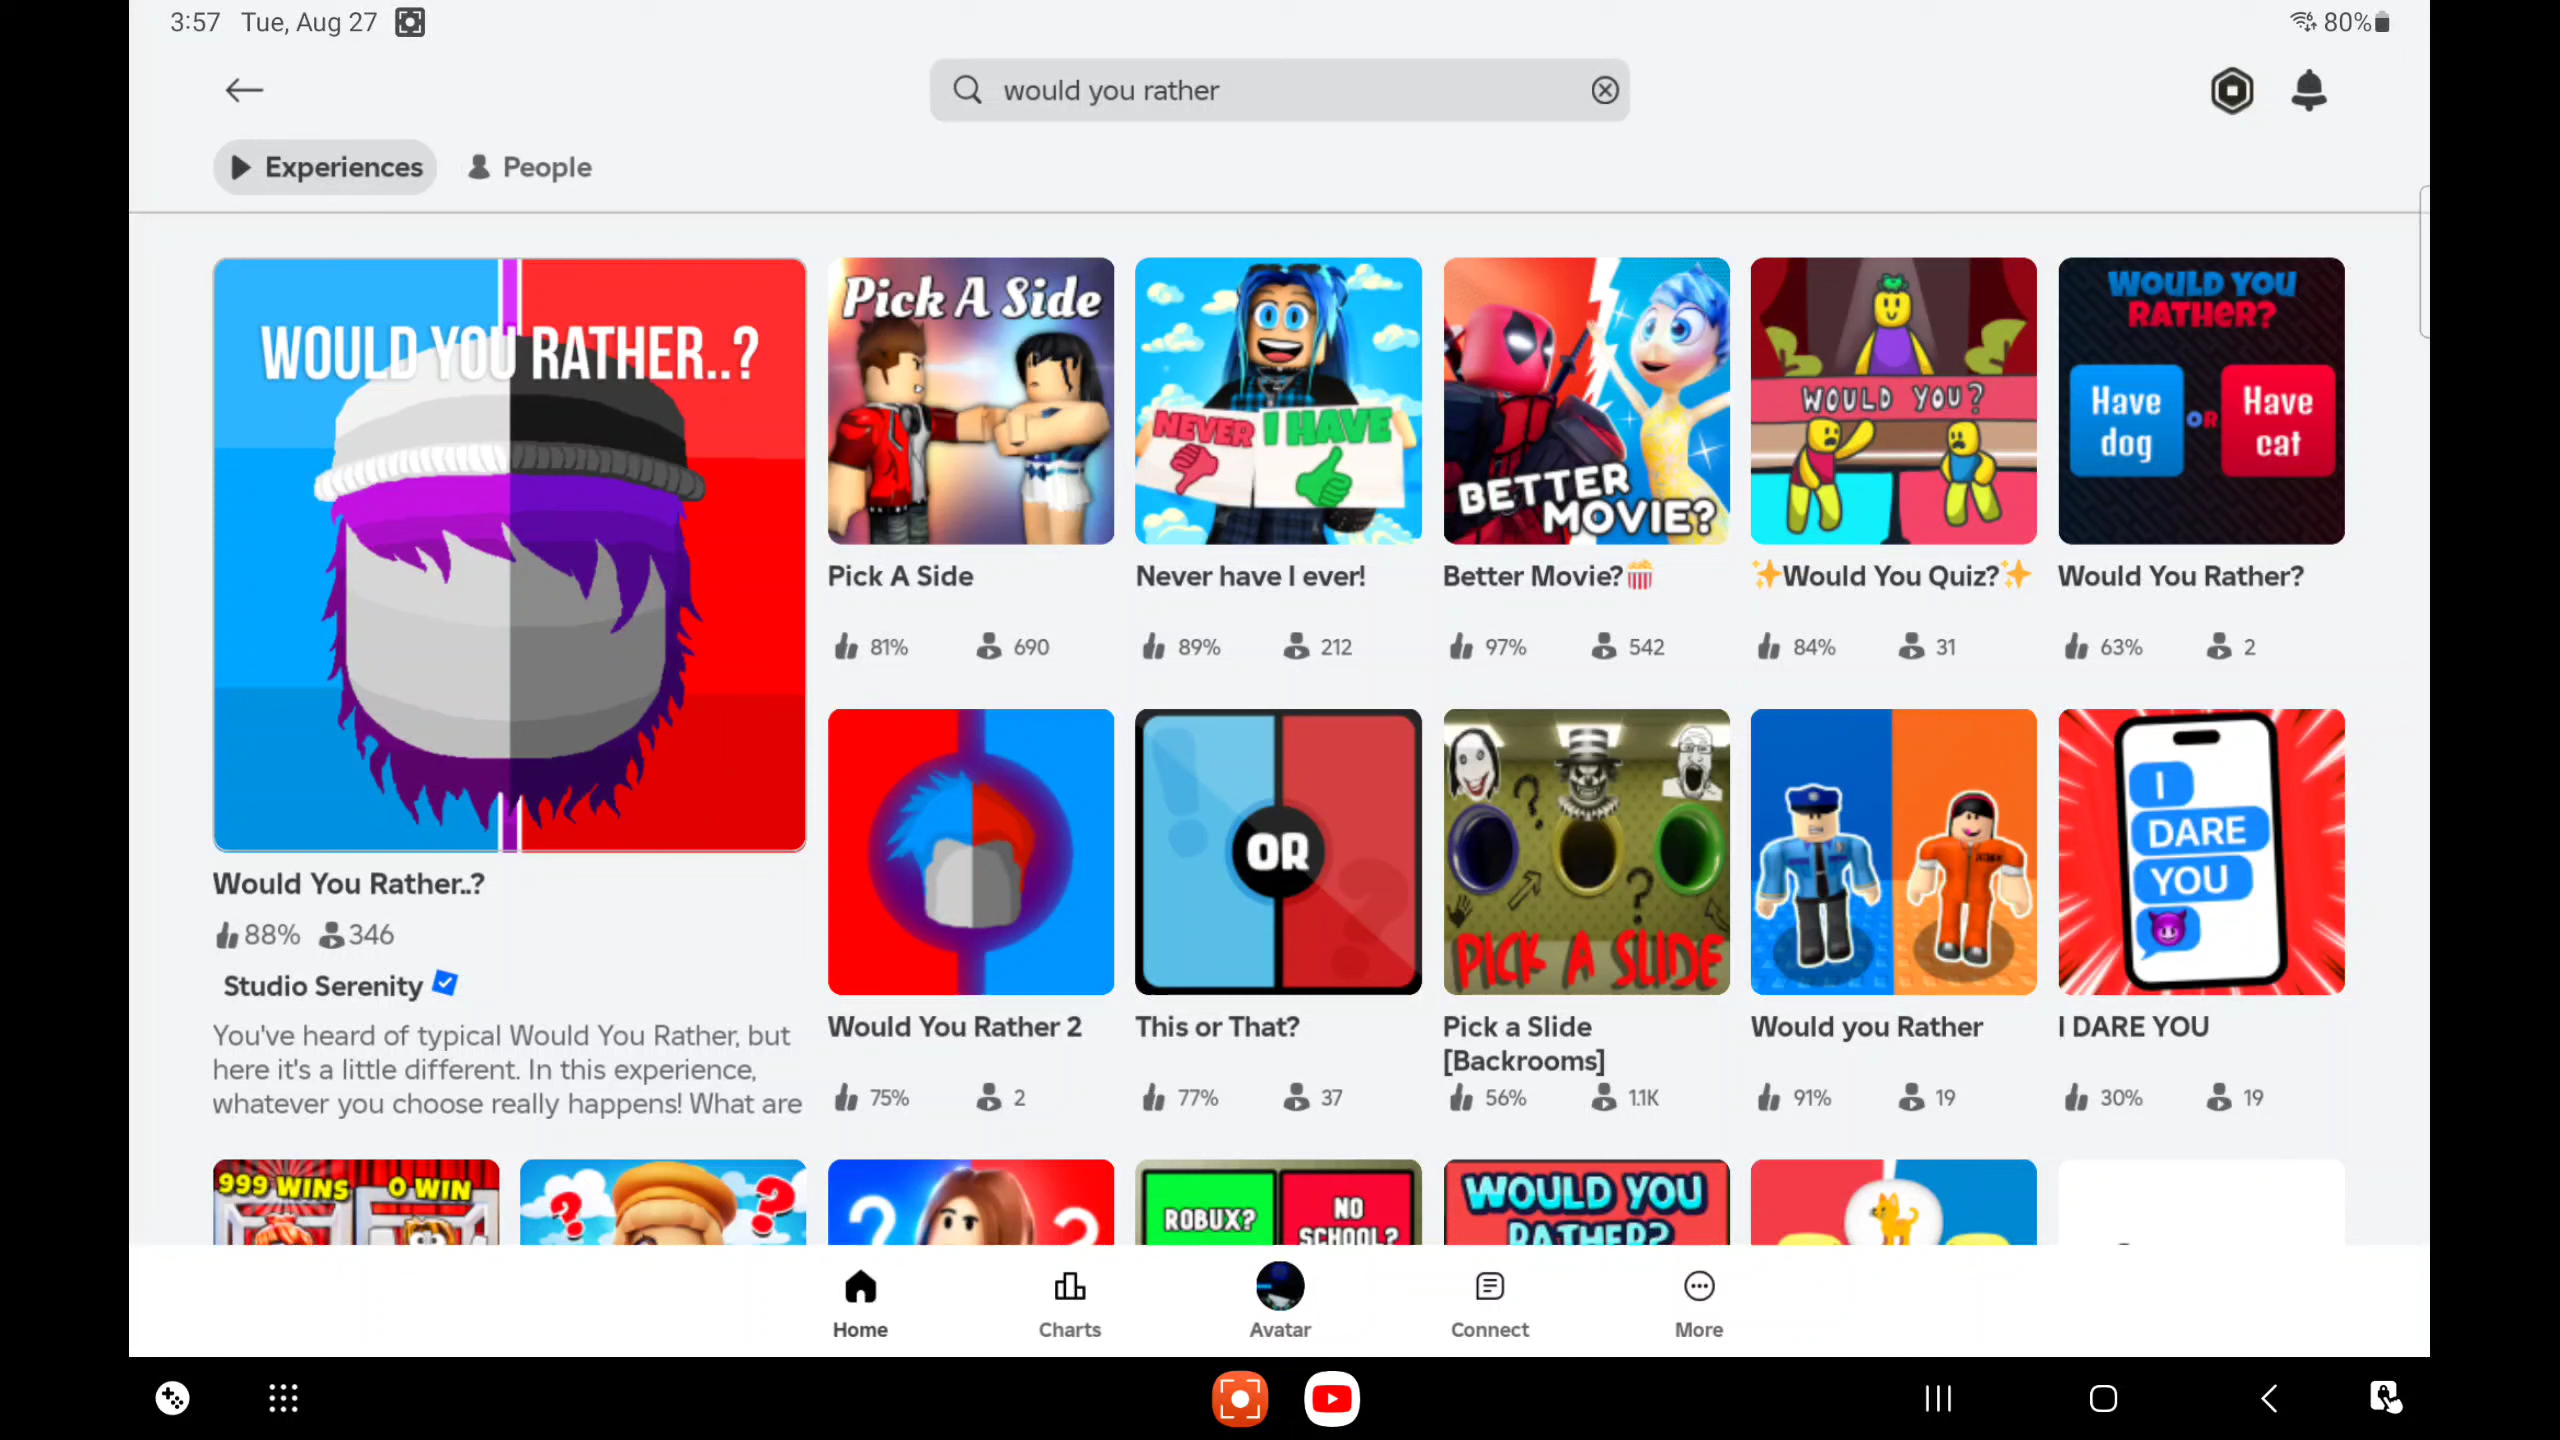 3:57 Tue, Aug 27
80%
would you rather
Experiences
People
WOULD YOU RATHER..?
Would You Rather..?
88% 346
Studio Serenity
You've heard of typical Would You Rather, but
here it's a little different. In this experience,
whatever you choose really happens! What are
Pick A Side
Pick A Side
81% 690
NEVER I HAVE
Never have I ever!
89% 212
BETTER
MOVIE?
Better Movie?🍿
97% 542
WOULD YOU?
✨Would You Quiz?✨
84% 31
WOULD YOU
RATHER?
Have
dog
OR
Have
cat
Would You Rather?
63% 2
Would You Rather 2
75% 2
OR
This or That?
77% 37
PICK A SLIDE
Pick a Slide
[Backrooms]
56% 1.1K
Would you Rather
91% 19
I
DARE
YOU
I DARE YOU
30% 19
999 WINS 0 WIN
ROBUX?
NO
SCHOOL?
WOULD YOU
RATHER?
Home
Charts
Avatar
Connect
More